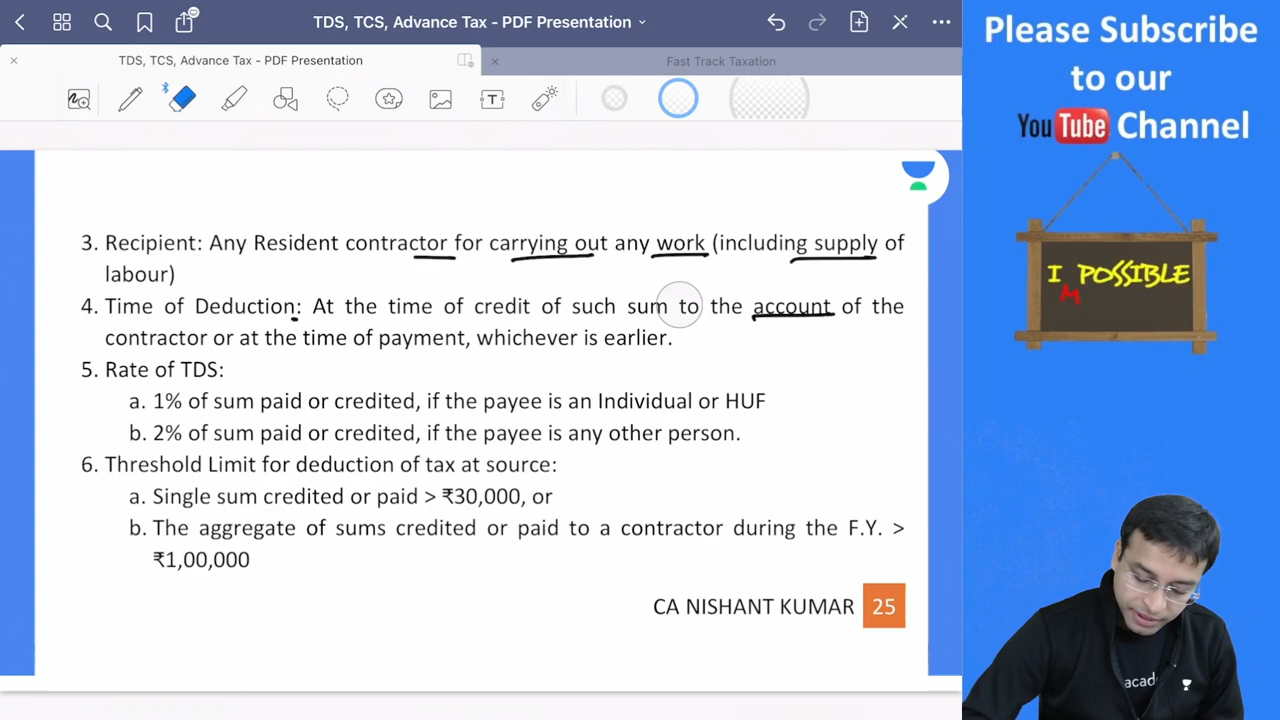 TDS, TCS, Advance Tax - PDF Presentation
Please Subscribe
to our
YouTube Channel
TDS, TCS, Advance Tax - PDF Presentation
Fast Track Taxation
T
I POSSIBLE
M
3. Recipient: Any Resident contractor for carrying out any work (including supply of
labour)
4. Time of Deduction: At the time of credit of such sum to the account of the
contractor or at the time of payment, whichever is earlier.
5. Rate of TDS:
a. 1% of sum paid or credited, if the payee is an Individual or HUF
b. 2% of sum paid or credited, if the payee is any other person.
6. Threshold Limit for deduction of tax at source:
a. Single sum credited or paid > ₹30,000, or
b. The aggregate of sums credited or paid to a contractor during the F.Y. >
₹1,00,000
CA NISHANT KUMAR 25